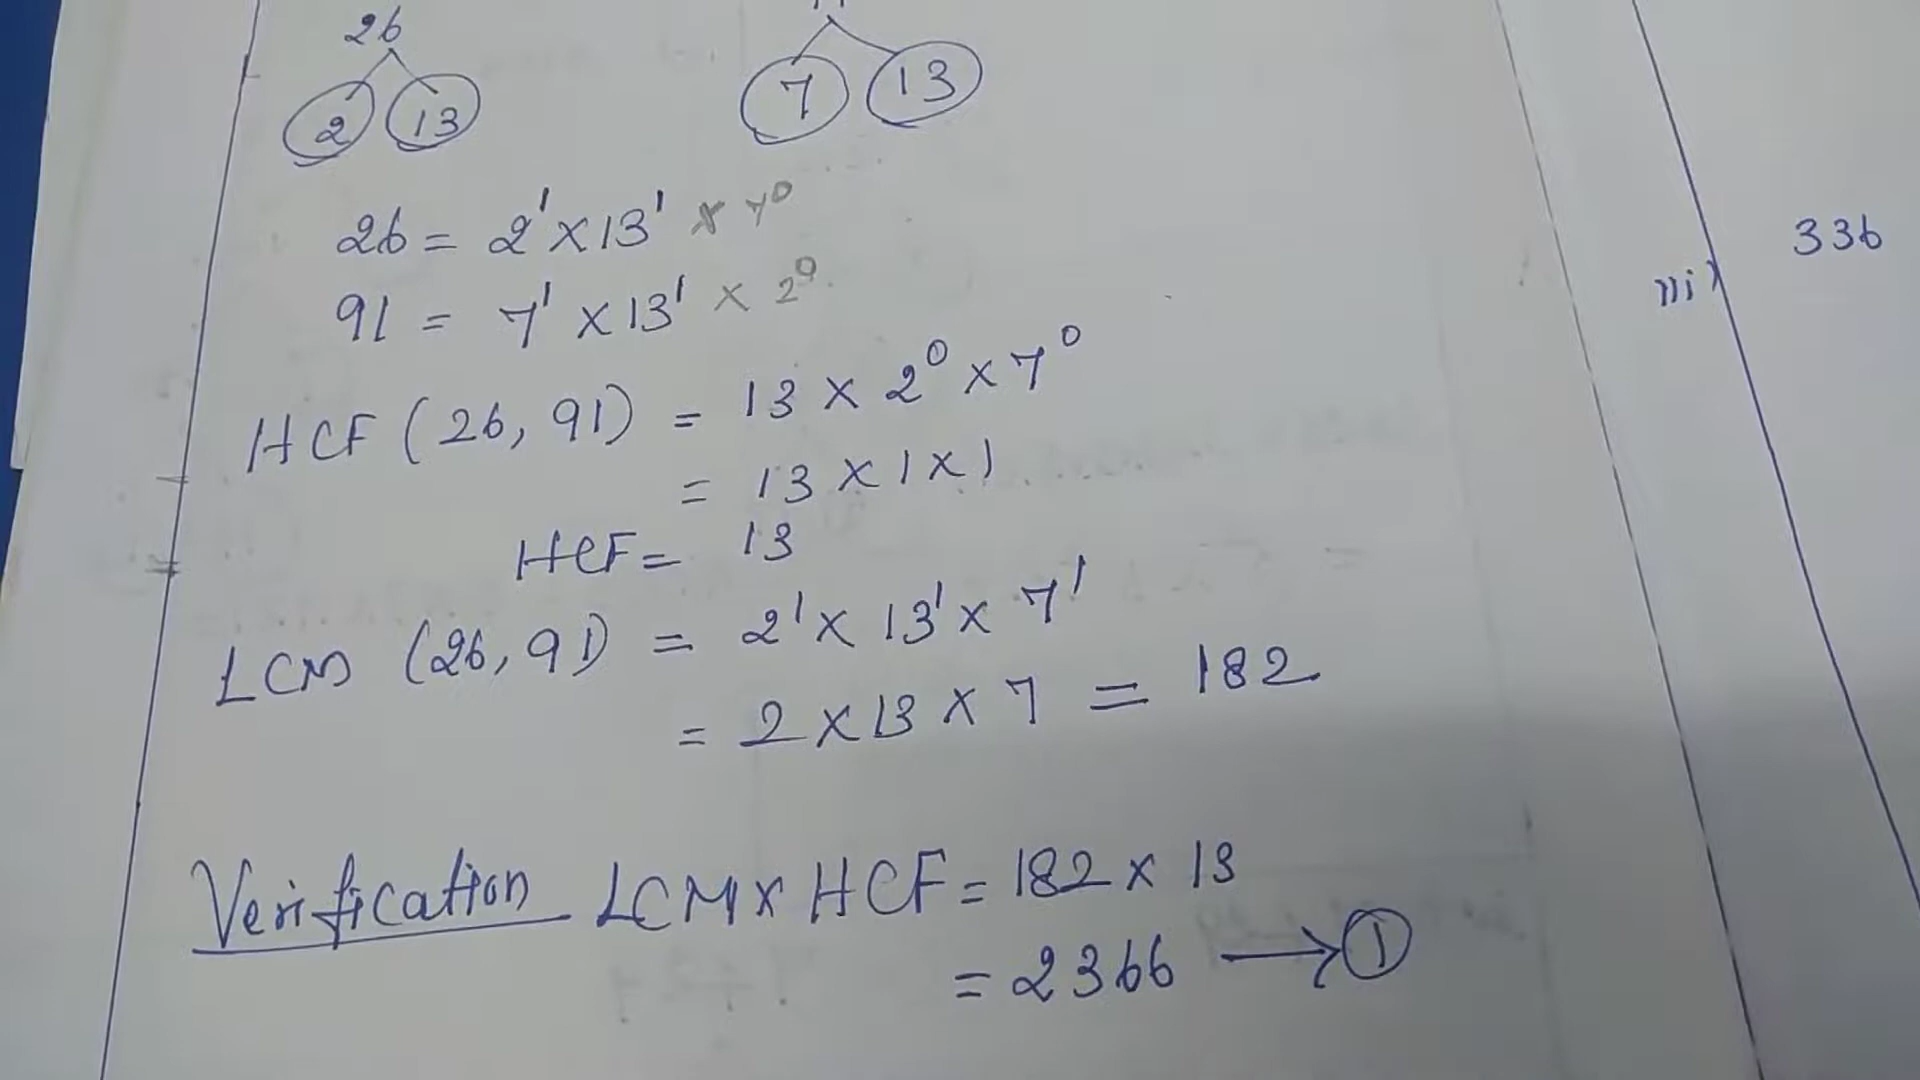 26
2 13
7 13
26 = 2¹ × 13¹ × 7⁰
91 = 7¹ × 13¹ × 2⁰
HCF (26, 91) = 13 × 2⁰ × 7⁰
= 13 × 1 × 1
HCF = 13
LCM (26, 91) = 2¹ × 13¹ × 7¹
= 2 × 13 × 7 = 182
Verification LCM × HCF = 182 × 13
= 2366 → ①
iii)
336